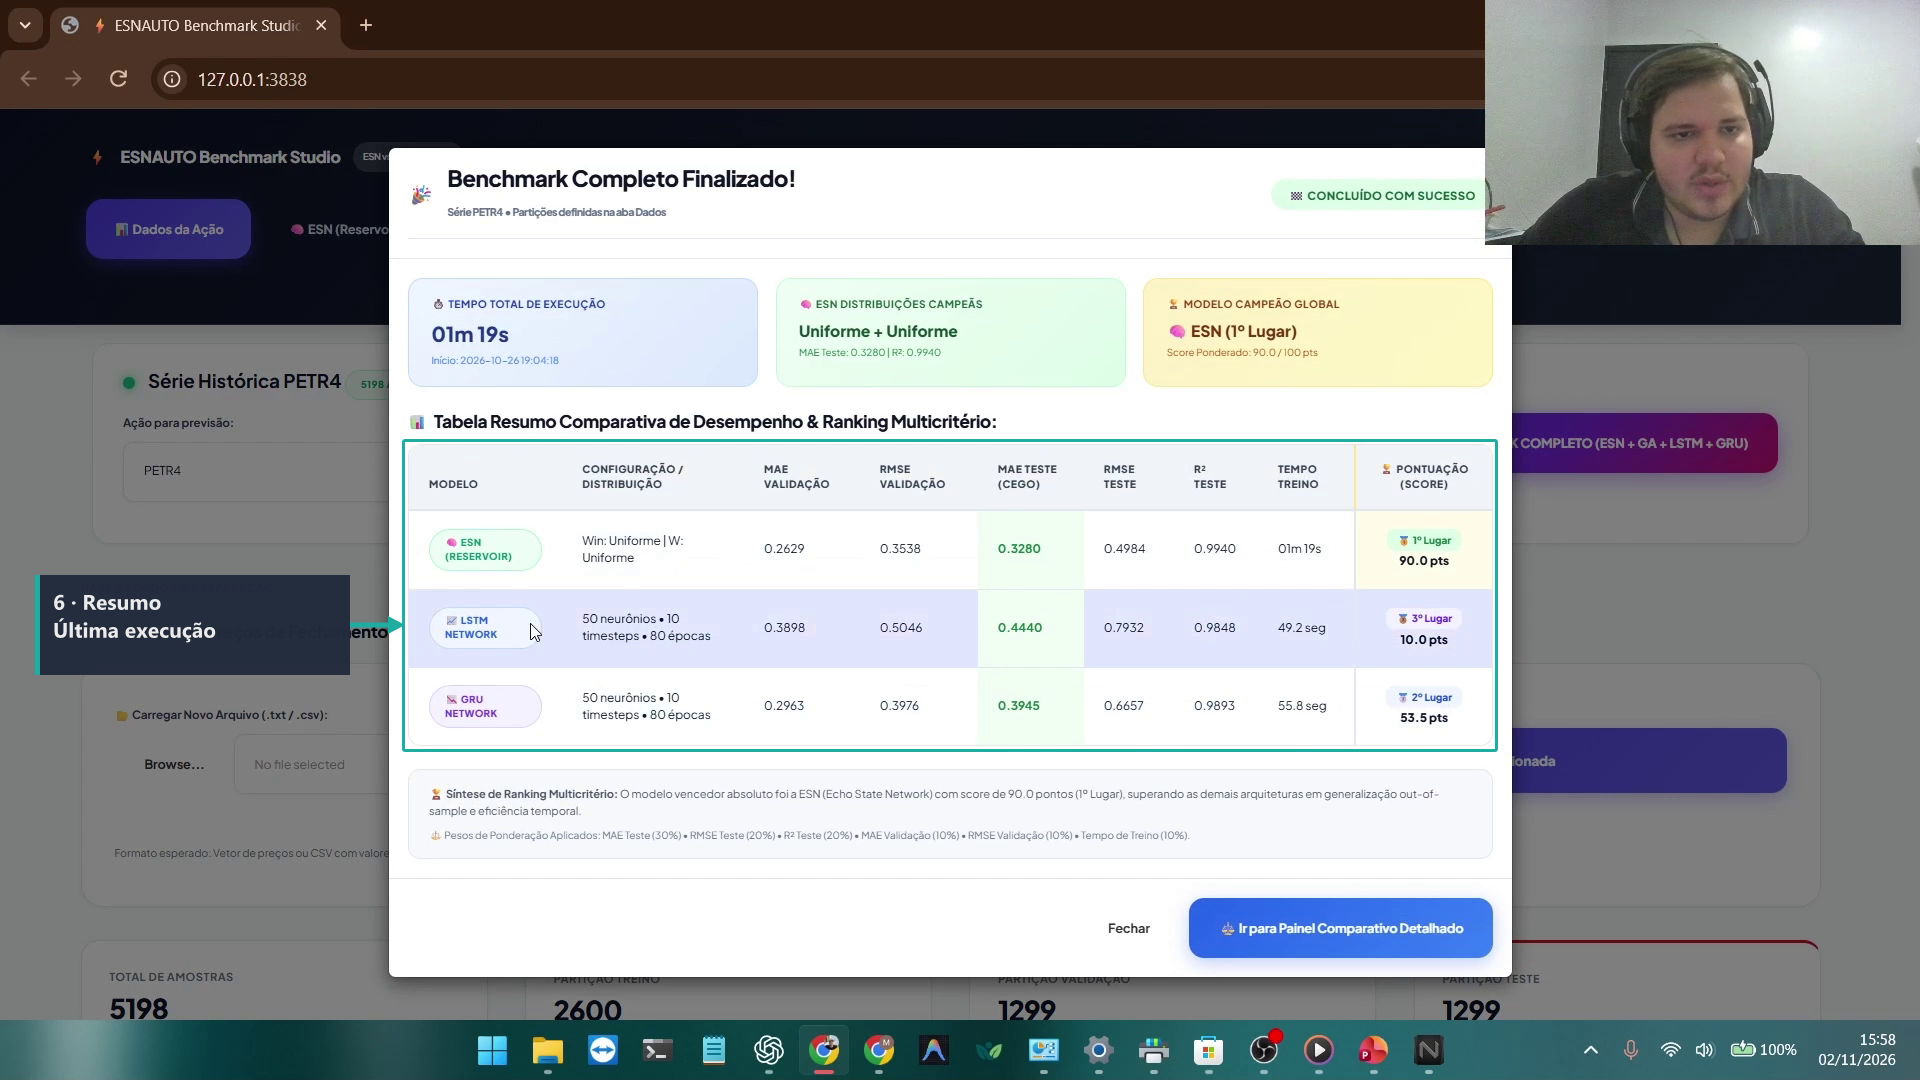 ESNAUTO Benchmark Studio
127.0.0.1:3838
ESNAUTO Benchmark Studio
ESN vs
Dados da Ação
ESN (Reservo
Benchmark Completo Finalizado!
Série PETR4 • Partições definidas na aba Dados
CONCLUÍDO COM SUCESSO
TEMPO TOTAL DE EXECUÇÃO
01m 19s
Início: 2026-10-26 19:04:18
ESN DISTRIBUIÇÕES CAMPEÃS
Uniforme + Uniforme
MAE Teste: 0.3280 | R²: 0.9940
MODELO CAMPEÃO GLOBAL
ESN (1º Lugar)
Score Ponderado: 90.0 / 100 pts
Série Histórica PETR4
5198
Ação para previsão:
PETR4
K COMPLETO (ESN + GA + LSTM + GRU)
Tabela Resumo Comparativa de Desempenho & Ranking Multicritério:
MODELO
CONFIGURAÇÃO /
DISTRIBUIÇÃO
MAE
VALIDAÇÃO
RMSE
VALIDAÇÃO
MAE TESTE
(CEGO)
RMSE
TESTE
R²
TESTE
TEMPO
TREINO
PONTUAÇÃO
(SCORE)
ESN
(RESERVOIR)
Win: Uniforme | W:
Uniforme
0.2629
0.3538
0.3280
0.4984
0.9940
01m 19s
1º Lugar
90.0 pts
LSTM
NETWORK
50 neurônios • 10
timesteps • 80 épocas
0.3898
0.5046
0.4440
0.7932
0.9848
49.2 seg
3º Lugar
10.0 pts
GRU
NETWORK
50 neurônios • 10
timesteps • 80 épocas
0.2963
0.3976
0.3945
0.6657
0.9893
55.8 seg
2º Lugar
53.5 pts
6 · Resumo
Última execução
Fechamento
Carregar Novo Arquivo (.txt / .csv):
Browse...
No file selected
ionada
Formato esperado: Vetor de preços ou CSV com valore
Síntese de Ranking Multicritério: O modelo vencedor absoluto foi a ESN (Echo State Network) com score de 90.0 pontos (1º Lugar), superando as demais arquiteturas em generalização out-of-
sample e eficiência temporal.
Pesos de Ponderação Aplicados: MAE Teste (30%) • RMSE Teste (20%) • R² Teste (20%) • MAE Validação (10%) • RMSE Validação (10%) • Tempo de Treino (10%).
Fechar
Ir para Painel Comparativo Detalhado
TOTAL DE AMOSTRAS
5198
PARTIÇÃO TREINO
2600
PARTIÇÃO VALIDAÇÃO
1299
PARTIÇÃO TESTE
1299
100%
15:58
02/11/2026